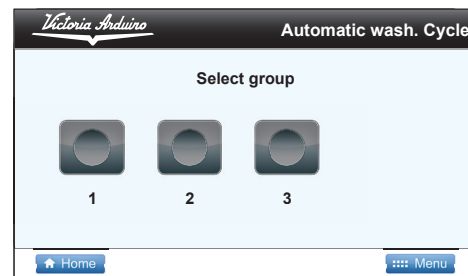 Victoria Arduino
Automatic wash. Cycle
Select group
1 2 3
Home Menu